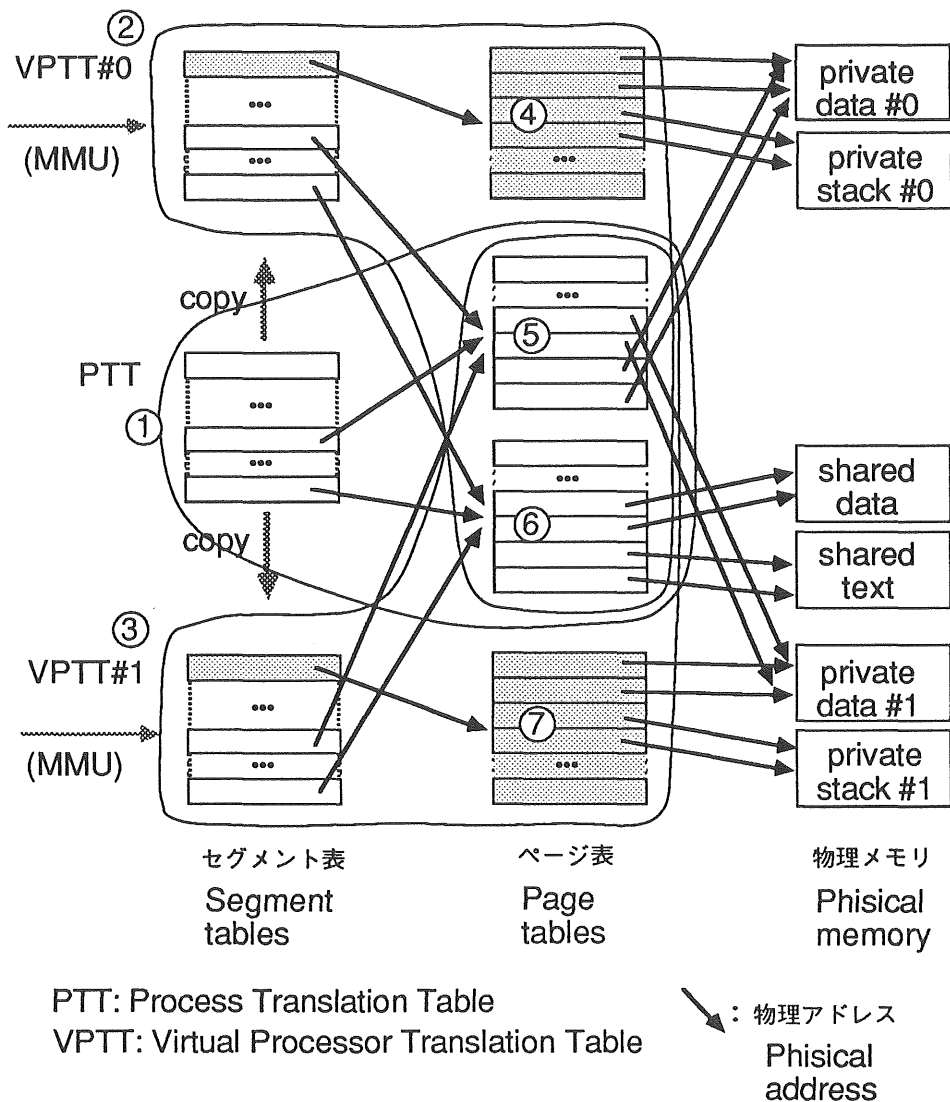 ②
VPTT#0
(MMU)
•••
•••
④
•••
private
data #0
private
stack #0
copy
PTT
①
•••
•••
copy
•••
⑤
•••
⑥
shared
data
shared
text
③
VPTT#1
(MMU)
•••
•••
⑦
•••
private
data #1
private
stack #1
セグメント表
Segment
tables
ページ表
Page
tables
物理メモリ
Phisical
memory
PTT: Process Translation Table
VPTT: Virtual Processor Translation Table
: 物理アドレス
Phisical
address